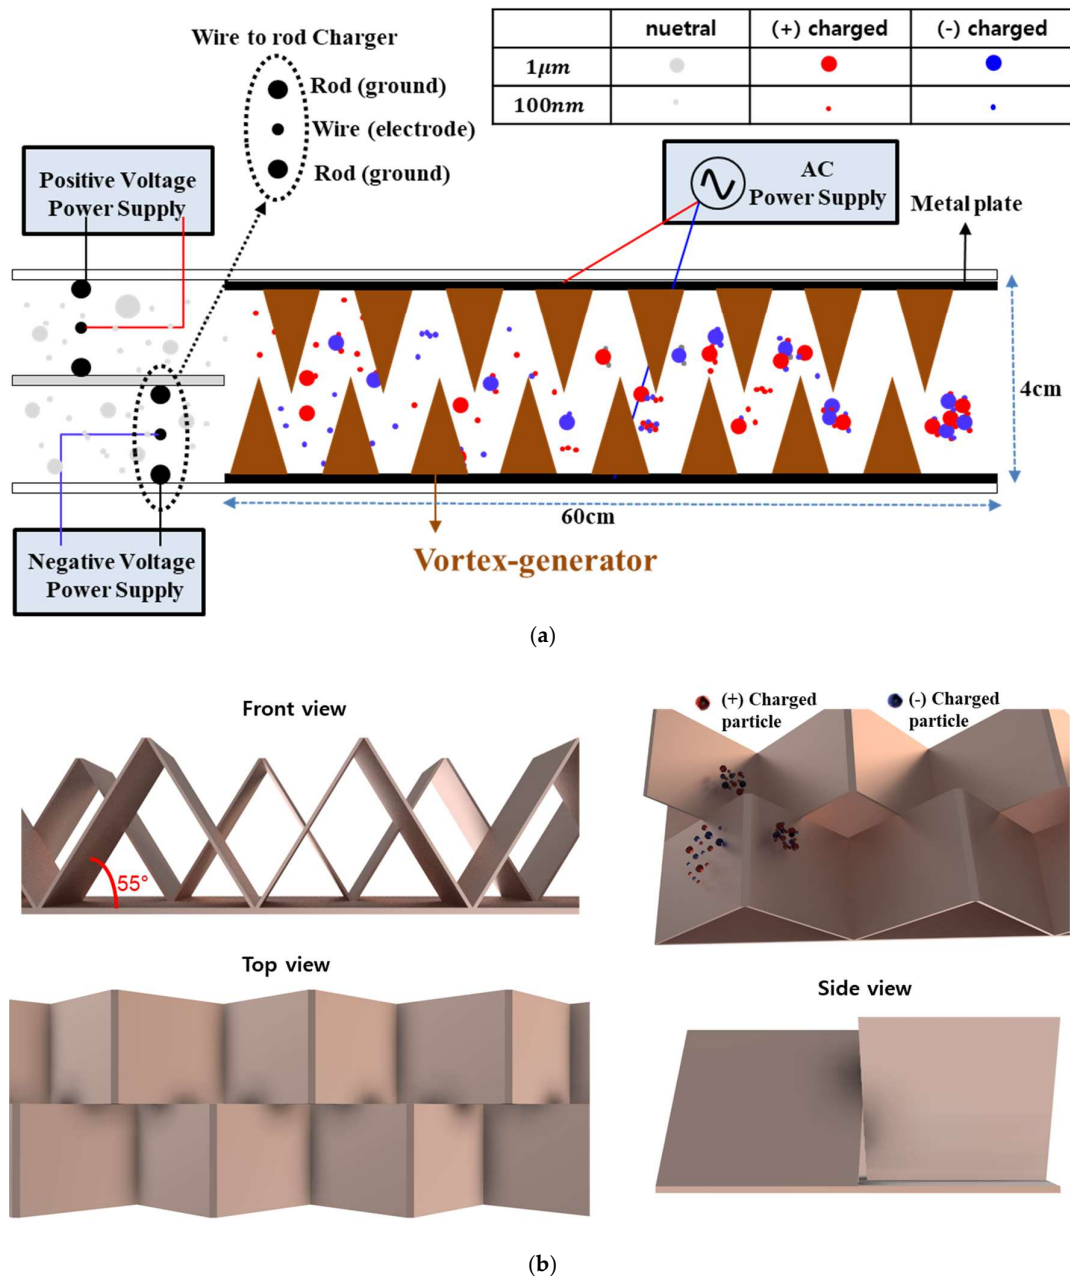 Wire to rod Charger
Rod (ground)
Wire (electrode)
Rod (ground)
nuetral (+) charged (-) charged
1μm
100nm
Positive Voltage
Power Supply
AC
Power Supply
Metal plate
4cm
60cm
Negative Voltage
Power Supply
Vortex-generator
(a)
Front view
55°
(+) Charged
particle
(-) Charged
particle
Top view
Side view
(b)